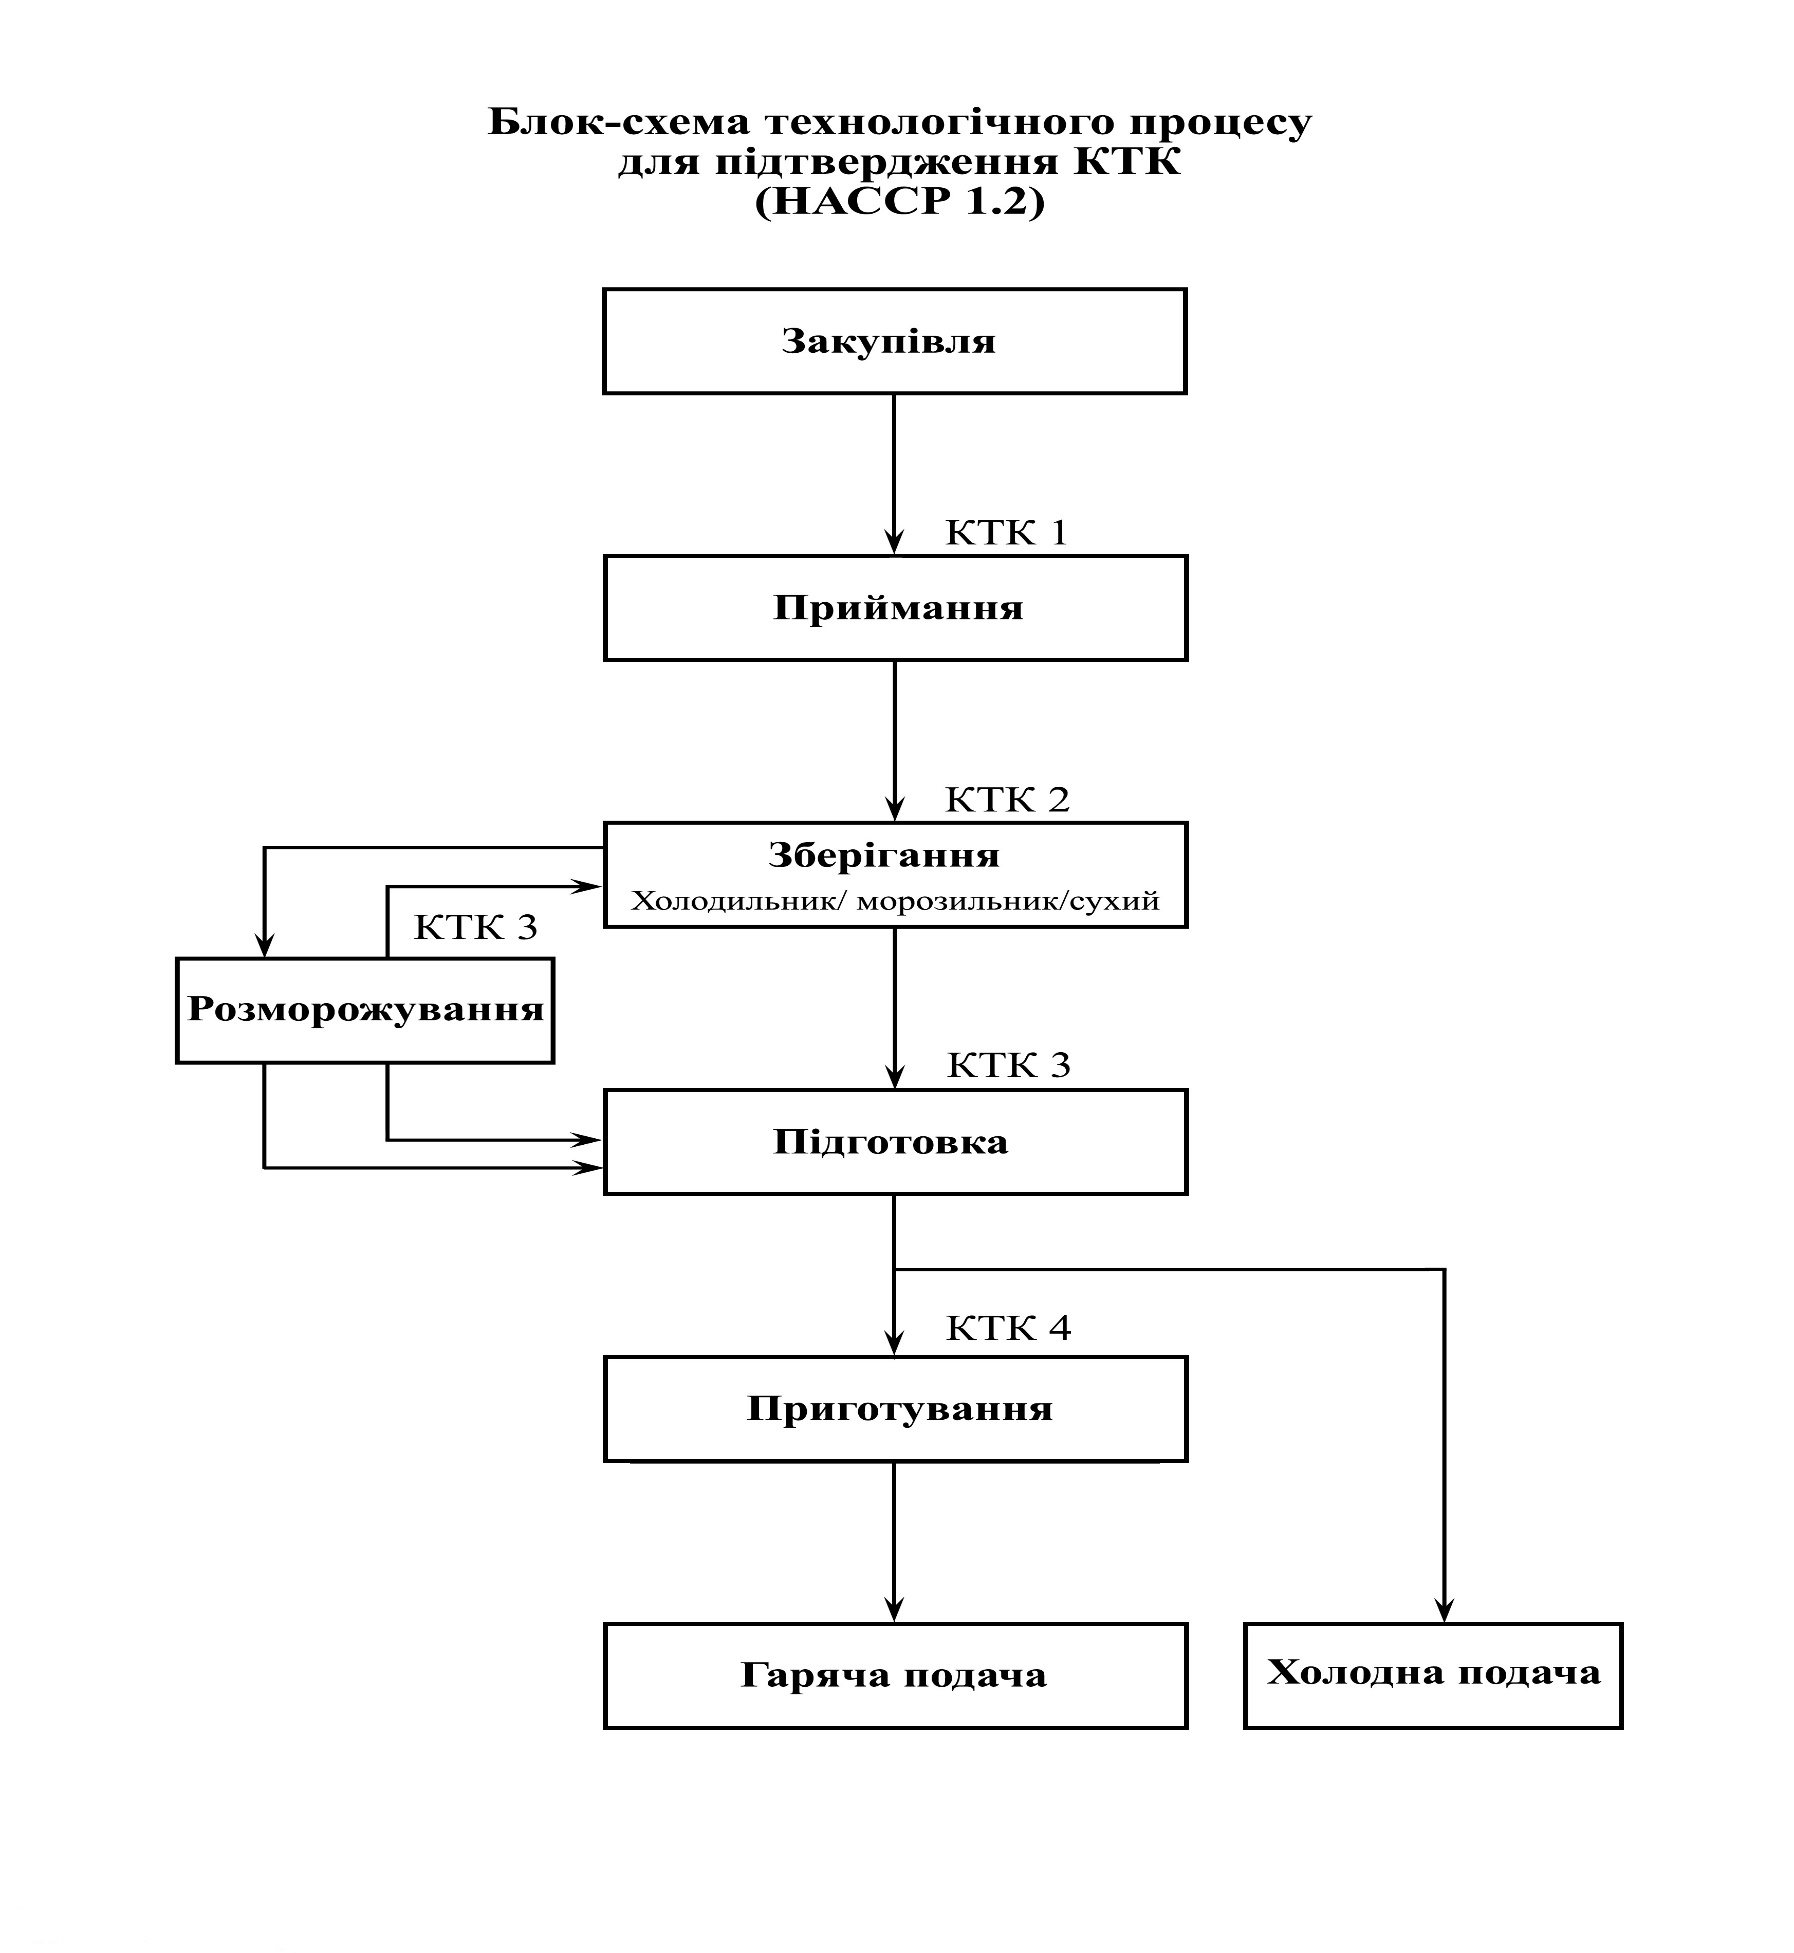 Блок-схема технологічного процесу
для підтвердження КТК
(НАССР 1.2)
Закупівля
КТК 1
Приймання
КТК 2
Зберігання
Холодильник/ морозильник/сухий
КТК 3
Розморожування
КТК 3
Підготовка
КТК 4
Приготування
Гаряча подача
Холодна подача